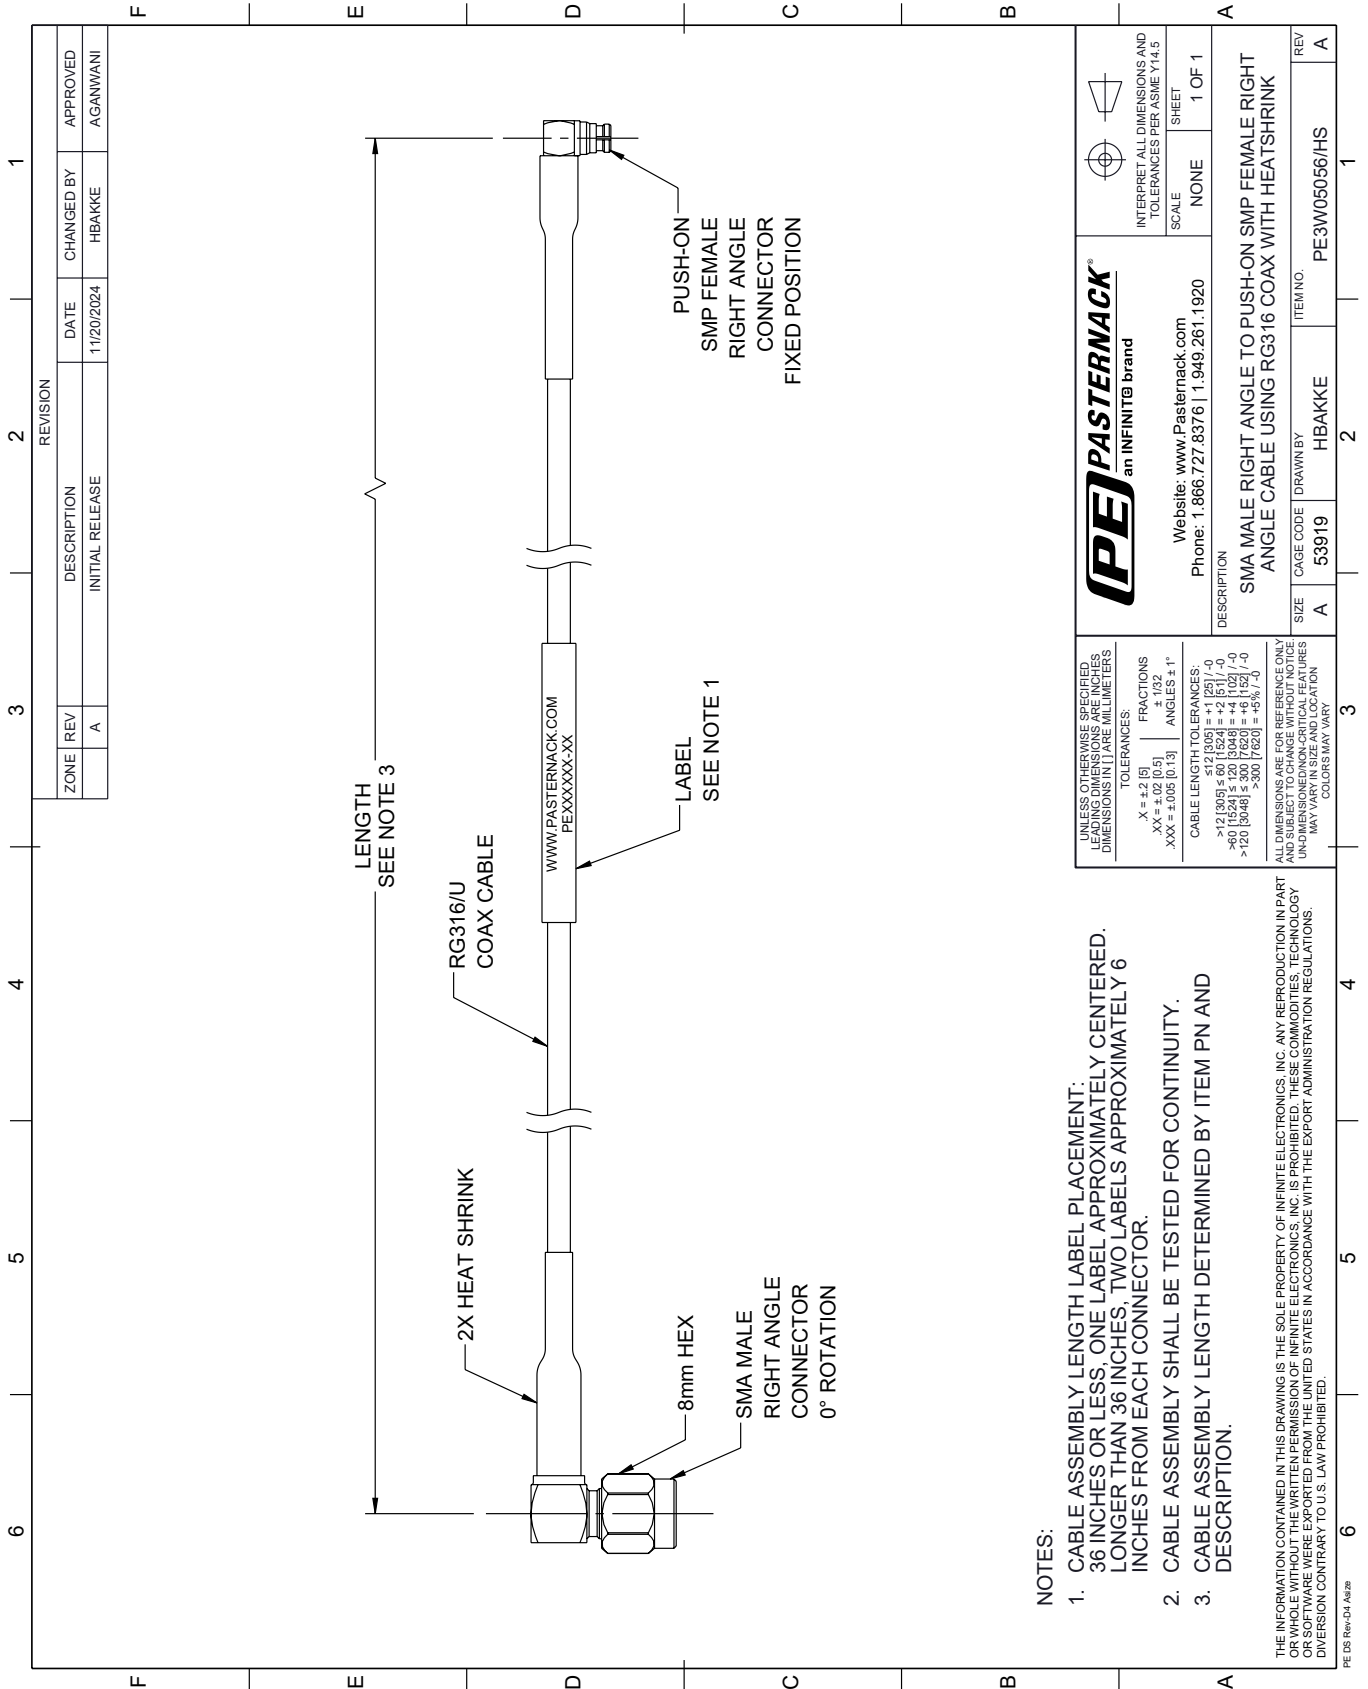 6
5
4
3
2
1
F
E
D
C
B
A
REVISION
ZONE REV DESCRIPTION DATE CHANGED BY APPROVED
A INITIAL RELEASE 11/20/2024 HBAKKE AGANWANI
LENGTH
SEE NOTE 3
RG316/U
COAX CABLE
2X HEAT SHRINK
WWW.PASTERNACK.COM
PEXXXXXX-XX
LABEL
SEE NOTE 1
8mm HEX
SMA MALE
RIGHT ANGLE
CONNECTOR
0° ROTATION
PUSH-ON
SMP FEMALE
RIGHT ANGLE
CONNECTOR
FIXED POSITION
NOTES:
1. CABLE ASSEMBLY LENGTH LABEL PLACEMENT:
36 INCHES OR LESS, ONE LABEL APPROXIMATELY CENTERED.
LONGER THAN 36 INCHES, TWO LABELS APPROXIMATELY 6
INCHES FROM EACH CONNECTOR.
2. CABLE ASSEMBLY SHALL BE TESTED FOR CONTINUITY.
3. CABLE ASSEMBLY LENGTH DETERMINED BY ITEM PN AND
DESCRIPTION.
THE INFORMATION CONTAINED IN THIS DRAWING IS THE SOLE PROPERTY OF INFINITE ELECTRONICS, INC. ANY REPRODUCTION IN PART
OR WHOLE WITHOUT THE WRITTEN PERMISSION OF INFINITE ELECTRONICS, INC. IS PROHIBITED. THESE COMMODITIES, TECHNOLOGY
OR SOFTWARE WERE EXPORTED FROM THE UNITED STATES IN ACCORDANCE WITH THE EXPORT ADMINISTRATION REGULATIONS.
DIVERSION CONTRARY TO U.S. LAW PROHIBITED.
UNLESS OTHERWISE SPECIFIED
LEADING DIMENSIONS ARE INCHES
DIMENSIONS IN [ ] ARE MILLIMETERS
TOLERANCES:
.X = ±.2 [5]
.XX = ±.02 [0.5]
.XXX = ±.005 [0.13]
FRACTIONS
± 1/32
ANGLES ± 1°
CABLE LENGTH TOLERANCES:
≤12 [305] = +1 [25] / -0
>12 [305] ≤ 60 [1524] = +2 [51] / -0
>60 [1524] ≤ 120 [3048] = +4 [102] / -0
>120 [3048] ≤ 300 [7620] = +6 [152] / -0
>300 [7620] = +5% / -0
ALL DIMENSIONS ARE FOR REFERENCE ONLY
AND SUBJECT TO CHANGE WITHOUT NOTICE.
UN-DIMENSIONED/NON-CRITICAL FEATURES
MAY VARY IN SIZE AND LOCATION
COLORS MAY VARY
PE PASTERNACK®
an INFINIT@ brand
Website: www.Pasternack.com
Phone: 1.866.727.8376 | 1.949.261.1920
INTERPRET ALL DIMENSIONS AND
TOLERANCES PER ASME Y14.5
SCALE
NONE
SHEET
1 OF 1
DESCRIPTION
SMA MALE RIGHT ANGLE TO PUSH-ON SMP FEMALE RIGHT
ANGLE CABLE USING RG316 COAX WITH HEATSHRINK
SIZE
A
CAGE CODE
53919
DRAWN BY
HBAKKE
ITEM NO.
PE3W05056/HS
REV
A
PE DS Rev-D4 Asize
6
5
4
3
2
1
F
E
D
C
B
A